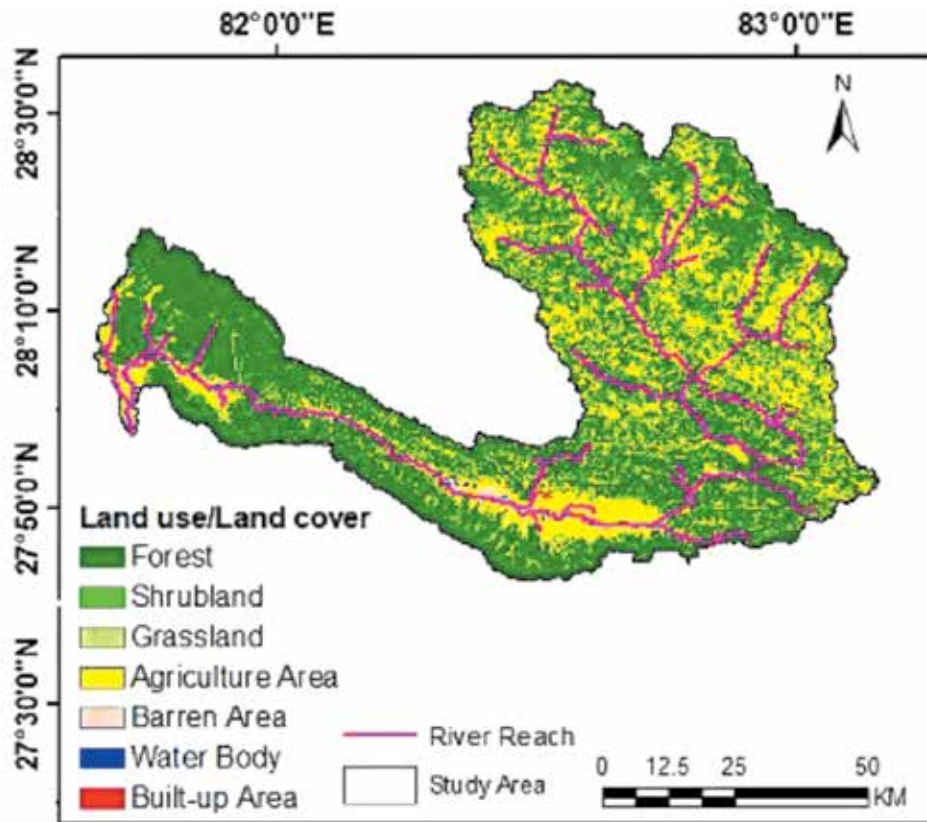 82°0'0"E
83°0'0"E
28°30'0"N
28°10'0"N
27°50'0"N
27°30'0"N
N
Land use/Land cover
Forest
Shrubland
Grassland
Agriculture Area
Barren Area
Water Body
Built-up Area
River Reach
Study Area
0 12.5 25 50
KM